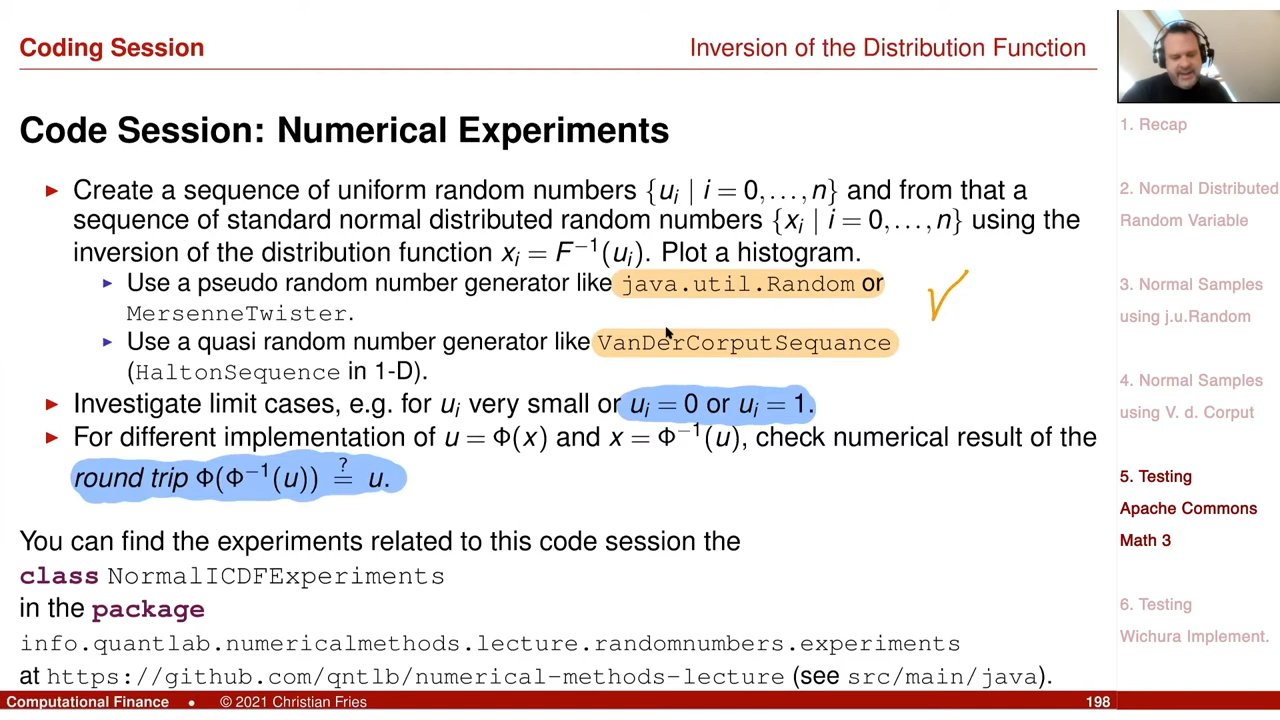 Coding Session
Inversion of the Distribution Function
Code Session: Numerical Experiments
► Create a sequence of uniform random numbers {uᵢ | i = 0,...,n} and from that a
sequence of standard normal distributed random numbers {xᵢ | i = 0,...,n} using the
inversion of the distribution function xᵢ = F⁻¹(uᵢ). Plot a histogram.
► Use a pseudo random number generator like java.util.Random or
MersenneTwister.
► Use a quasi random number generator like VanDerCorputSequance
(HaltonSequence in 1-D).
► Investigate limit cases, e.g. for uᵢ very small or uᵢ = 0 or uᵢ = 1.
► For different implementation of u = Φ(x) and x = Φ⁻¹(u), check numerical result of the
round trip Φ(Φ⁻¹(u)) ≟ u.
You can find the experiments related to this code session the
class NormalICDFExperiments
in the package
info.quantlab.numericalmethods.lecture.randomnumbers.experiments
at https://github.com/qntlb/numerical-methods-lecture (see src/main/java).
Computational Finance • © 2021 Christian Fries
198
1. Recap
2. Normal Distributed
Random Variable
3. Normal Samples
using j.u.Random
4. Normal Samples
using V. d. Corput
5. Testing
Apache Commons
Math 3
6. Testing
Wichura Implement.